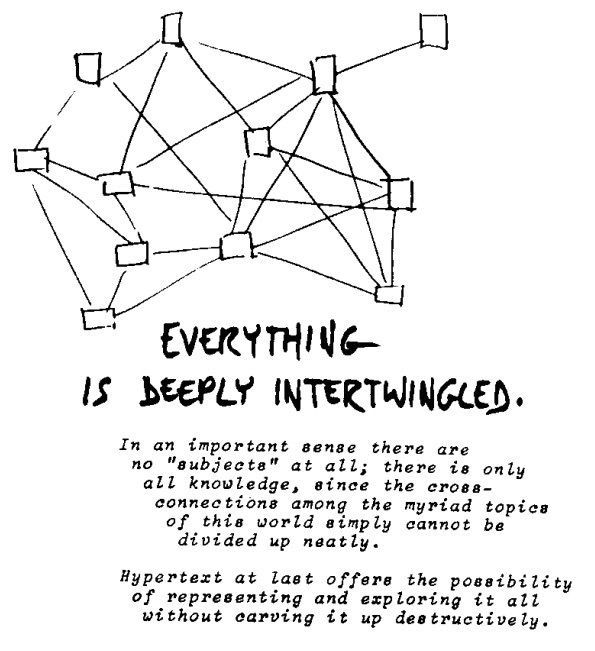 EVERYTHING
IS DEEPLY INTERTWINGLED.
In an important sense there are
no "subjects" at all; there is only
all knowledge, since the cross-
connections among the myriad topics
of this world simply cannot be
divided up neatly.
Hypertext at last offers the possibility
of representing and exploring it all
without carving it up destructively.